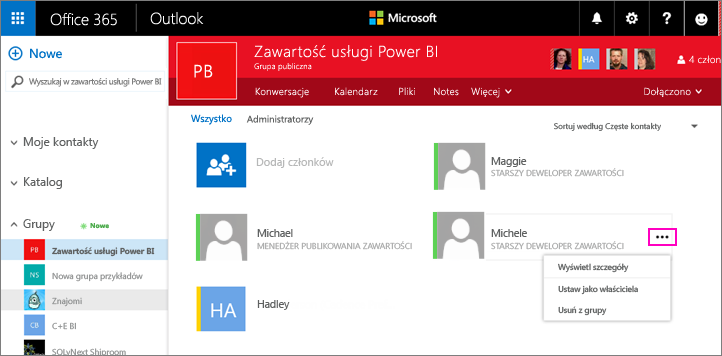 Office 365
Outlook
Microsoft
?
Nowe
Wyszukaj w zawartości usługi Power BI
Moje kontakty
Katalog
Grupy
Nowe
PB Zawartość usługi Power BI
NS Nowa grupa przykładów
Znajomi
CB C+E BI
SQLyNext Shiproom
PB
Zawartość usługi Power BI
Grupa publiczna
HA
4 człon
Konwersacje Kalendarz Pliki Notes Więcej Dołączono
Wszystko Administratorzy
Sortuj według Częste kontakty
Dodaj członków
Maggie
STARSZY DEWELOPER ZAWARTOŚCI
Michael
MENEDŻER PUBLIKOWANIA ZAWARTOŚCI
Michele
STARSZY DEWELOPER ZAWARTOŚCI
...
Wyświetl szczegóły
Ustaw jako właściciela
Usuń z grupy
HA
Hadley